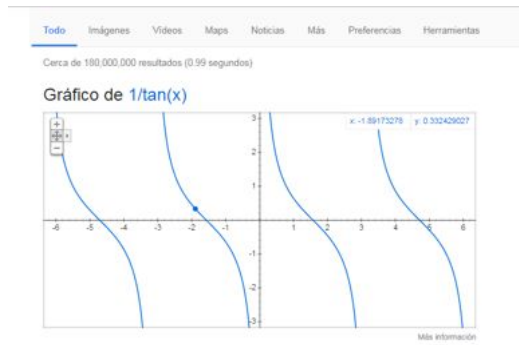 Todo Imágenes Vídeos Maps Noticias Más Preferencias Herramientas
Cerca de 180,000,000 resultados (0.99 segundos)
Gráfico de 1/tan(x)
x: -1.89173276 y: 0.332429027
3
2
1
-6 -5 -4 -3 -2 -1 1 2 3 4 5 6
-1
-2
-3
Más información